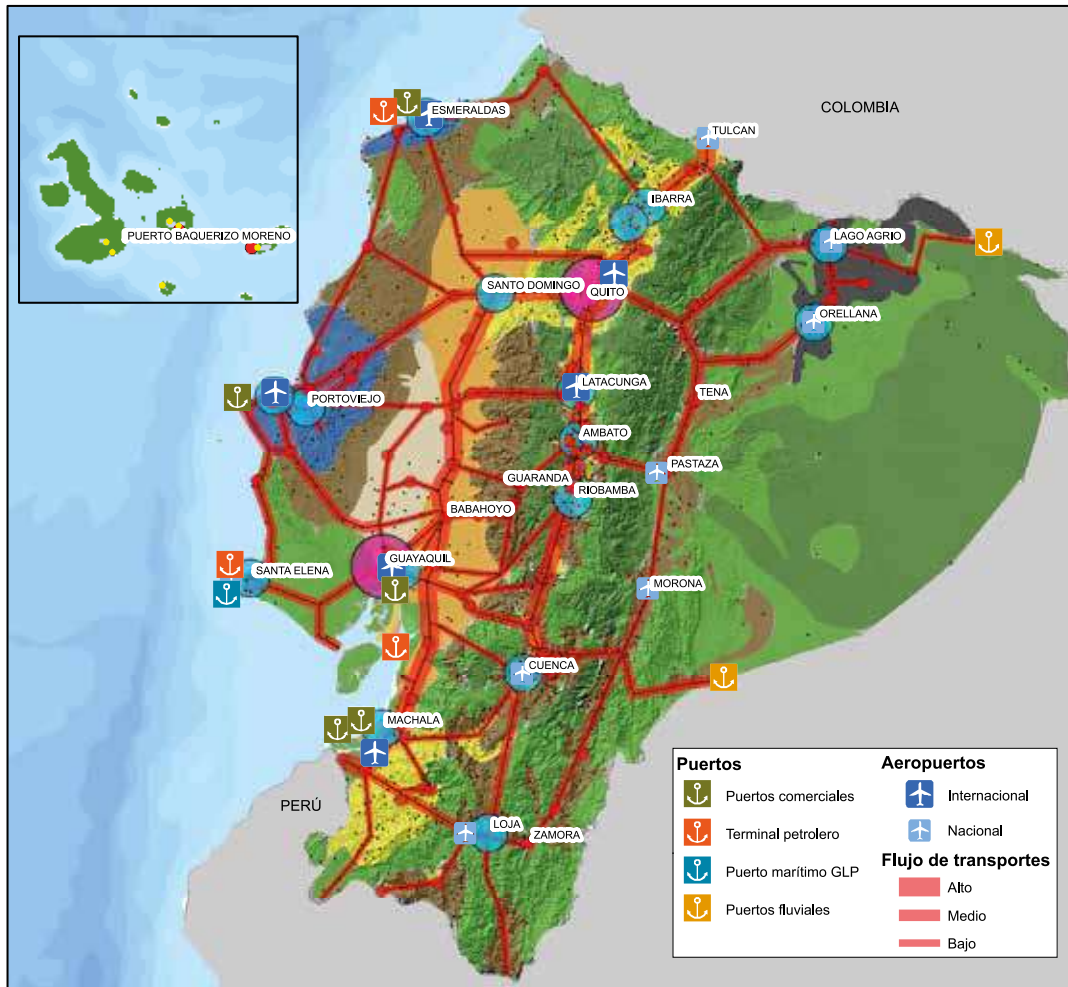 COLOMBIA
ESMERALDAS
TULCAN
IBARRA
PUERTO BAQUERIZO MORENO
LAGO AGRIO
SANTO DOMINGO
QUITO
ORELLANA
LATACUNGA
PORTOVIEJO
TENA
AMBATO
PASTAZA
GUARANDA
RIOBAMBA
BABAHOYO
GUAYAQUIL
SANTA ELENA
MORONA
CUENCA
MACHALA
PERÚ
LOJA
ZAMORA
Puertos
Puertos comerciales
Terminal petrolero
Puerto marítimo GLP
Puertos fluviales
Aeropuertos
Internacional
Nacional
Flujo de transportes
Alto
Medio
Bajo